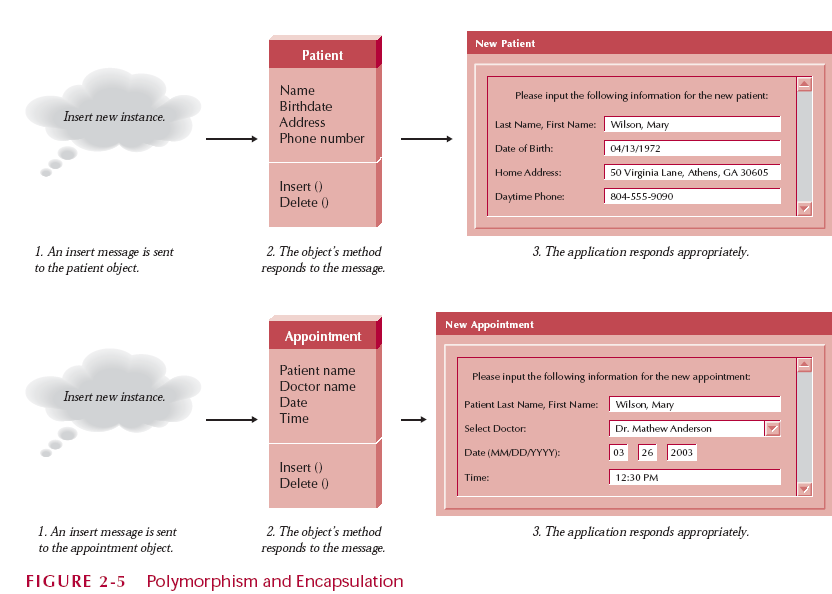 Insert new instance.
Patient
Name
Birthdate
Address
Phone number
Insert ()
Delete ()
New Patient
Please input the following information for the new patient:
Last Name, First Name: Wilson, Mary
Date of Birth: 04/13/1972
Home Address: 50 Virginia Lane, Athens, GA 30605
Daytime Phone: 804-555-9090
1. An insert message is sent
to the patient object.
2. The object's method
responds to the message.
3. The application responds appropriately.
Insert new instance.
Appointment
Patient name
Doctor name
Date
Time
Insert ()
Delete ()
New Appointment
Please input the following information for the new appointment:
Patient Last Name, First Name: Wilson, Mary
Select Doctor: Dr. Mathew Anderson
Date (MM/DD/YYYY): 03 26 2003
Time: 12:30 PM
1. An insert message is sent
to the appointment object.
2. The object's method
responds to the message.
3. The application responds appropriately.
FIGURE 2-5 Polymorphism and Encapsulation